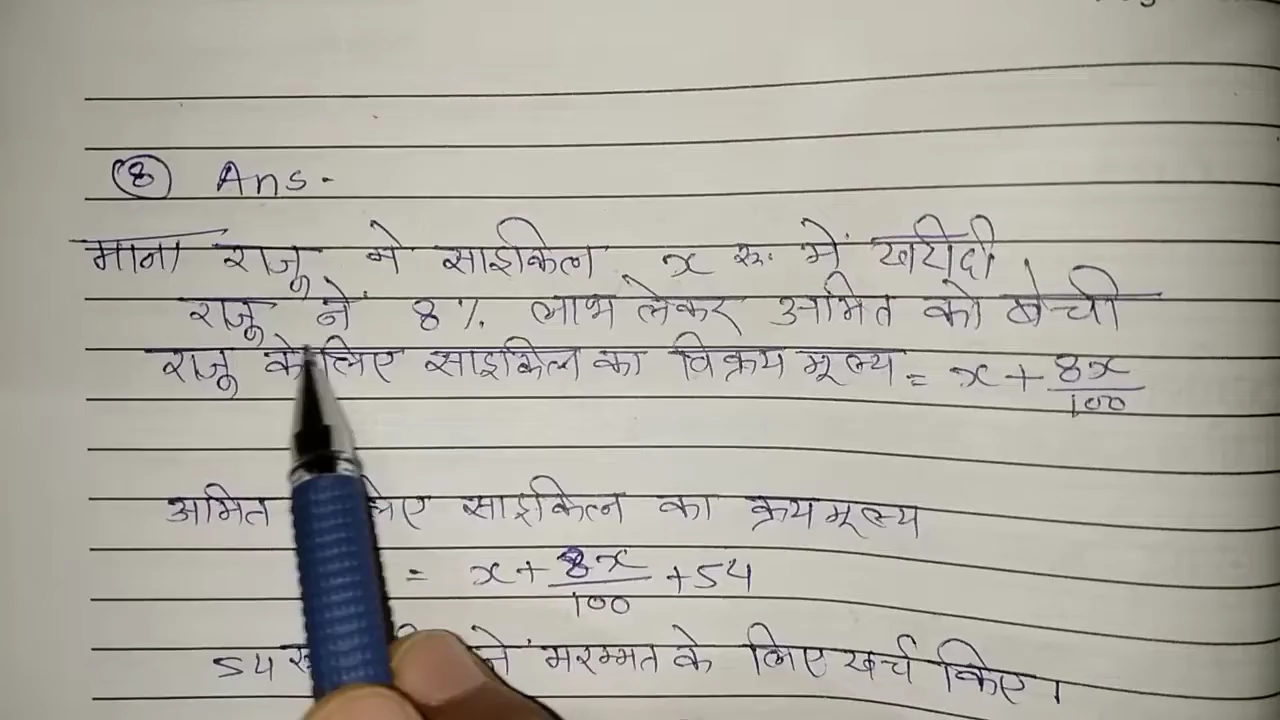 (8) Ans.
माना राजू ने साइकिल x रु. में खरीदी
राजू ने 8% लाभ लेकर अमित को बेची
राजू के लिए साइकिल का विक्रय मूल्य = x + 8x/100
अमित लिए साइकिल का क्रय मूल्य
= x + 8x/100 + 54
54 ने मरम्मत के लिए खर्च किए।